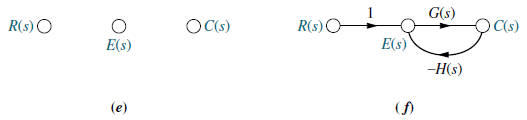 R(s) E(s) C(s)
(e)
R(s) 1 E(s) G(s) C(s)
–H(s)
(f)